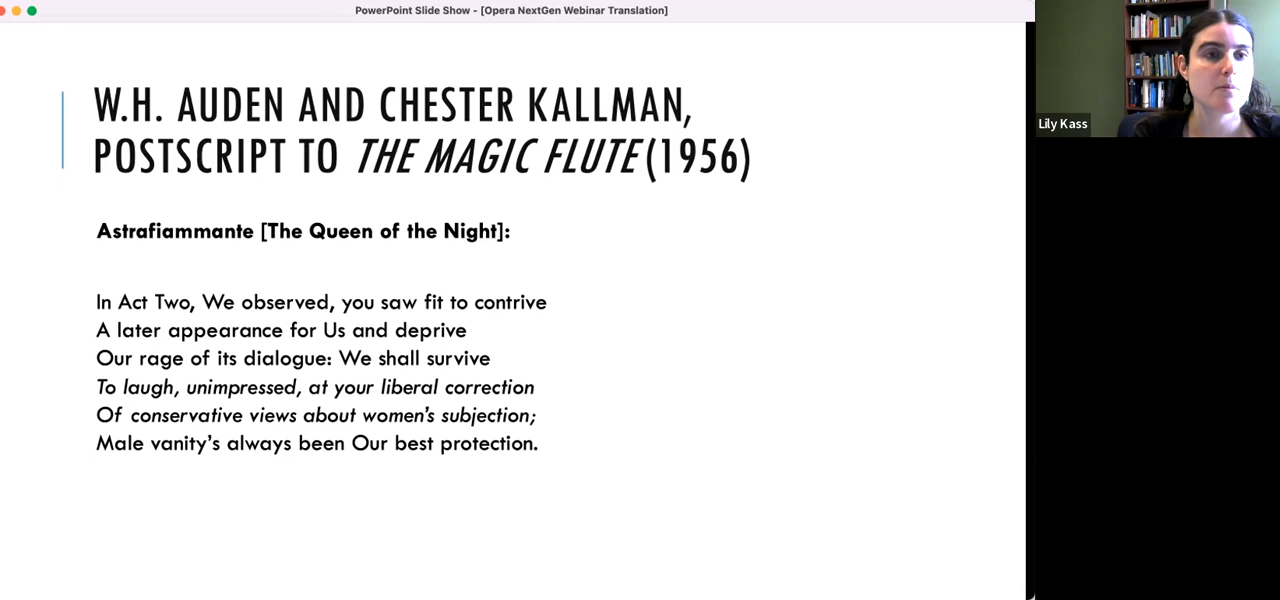 PowerPoint Slide Show - [Opera NextGen Webinar Translation]
W.H. AUDEN AND CHESTER KALLMAN,
POSTSCRIPT TO THE MAGIC FLUTE (1956)
Astrafiammante [The Queen of the Night]:
In Act Two, We observed, you saw fit to contrive
A later appearance for Us and deprive
Our rage of its dialogue: We shall survive
To laugh, unimpressed, at your liberal correction
Of conservative views about women's subjection;
Male vanity's always been Our best protection.
Lily Kass